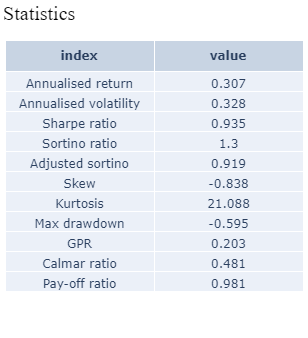 Statistics
index value
Annualised return 0.307
Annualised volatility 0.328
Sharpe ratio 0.935
Sortino ratio 1.3
Adjusted sortino 0.919
Skew -0.838
Kurtosis 21.088
Max drawdown -0.595
GPR 0.203
Calmar ratio 0.481
Pay-off ratio 0.981